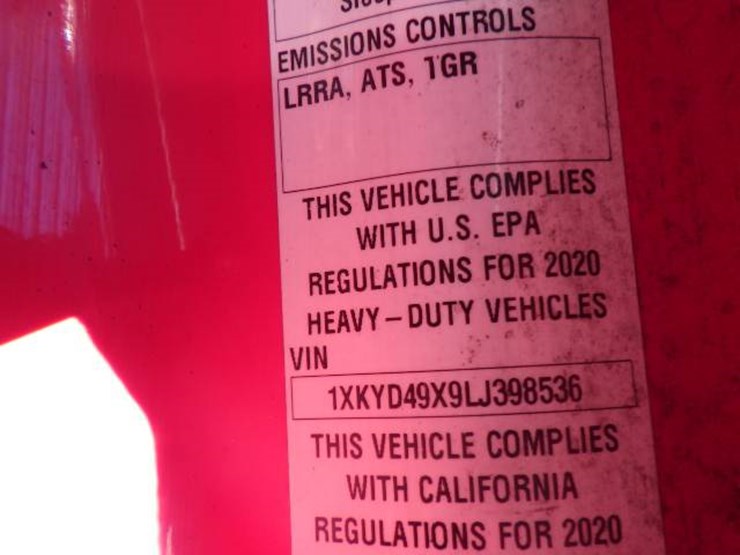 EMISSIONS CONTROLS
LRRA, ATS, TGR
THIS VEHICLE COMPLIES
WITH U.S. EPA
REGULATIONS FOR 2020
HEAVY-DUTY VEHICLES
VIN
1XKYD49X9LJ398536
THIS VEHICLE COMPLIES
WITH CALIFORNIA
REGULATIONS FOR 2020